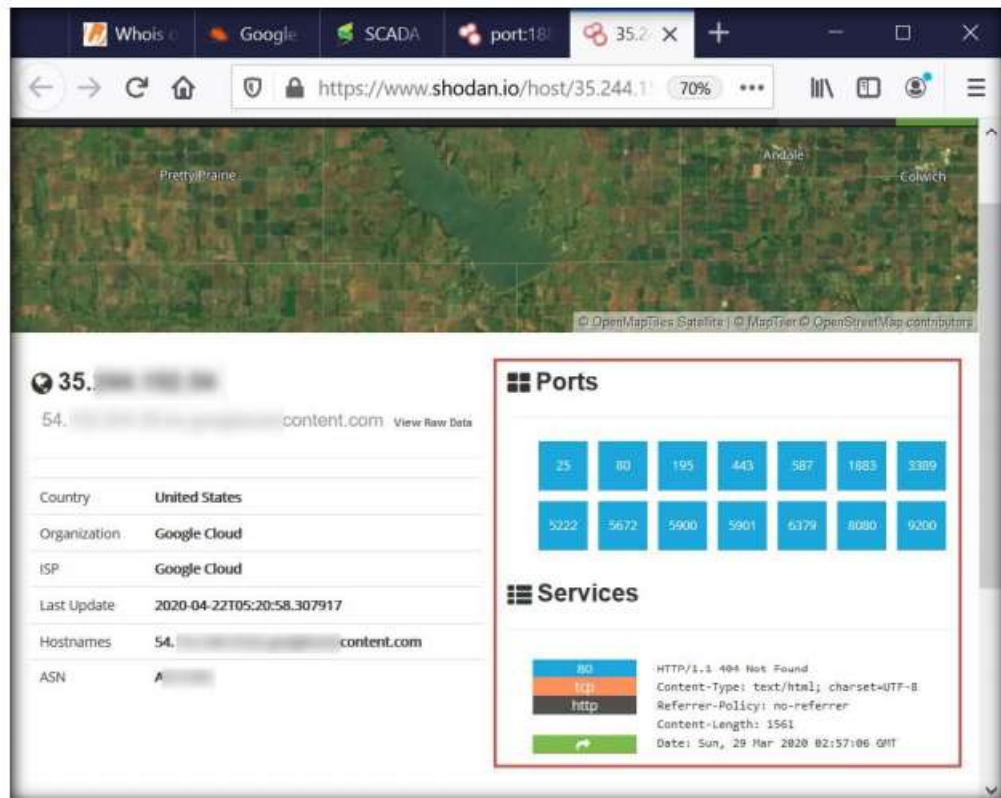 Whois o
Google
SCADA
port:18
35.2
https://www.shodan.io/host/35.244.1
70%
Pretty Prairie
Andale
Colwich
© OpenMapTiles Satellite | © MapTiler © OpenStreetMap contributors
35.
54. content.com View Raw Data
Country United States
Organization Google Cloud
ISP Google Cloud
Last Update 2020-04-22T05:20:58.307917
Hostnames 54. content.com
ASN A
Ports
25 80 195 443 587 1883 3389
5222 5672 5900 5901 6379 8080 9200
Services
80
tcp
http
HTTP/1.1 404 Not Found
Content-Type: text/html; charset=UTF-8
Referrer-Policy: no-referrer
Content-Length: 1561
Date: Sun, 29 Mar 2020 02:57:06 GMT